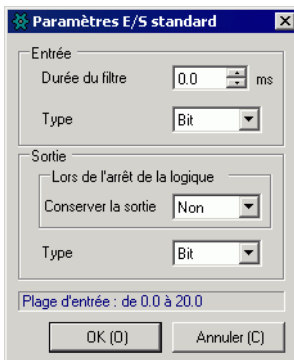 Paramètres E/S standard
Entrée
Durée du filtre 0.0 ms
Type Bit
Sortie
Lors de l'arrêt de la logique
Conserver la sortie Non
Type Bit
Plage d'entrée : de 0.0 à 20.0
OK (O) Annuler (C)